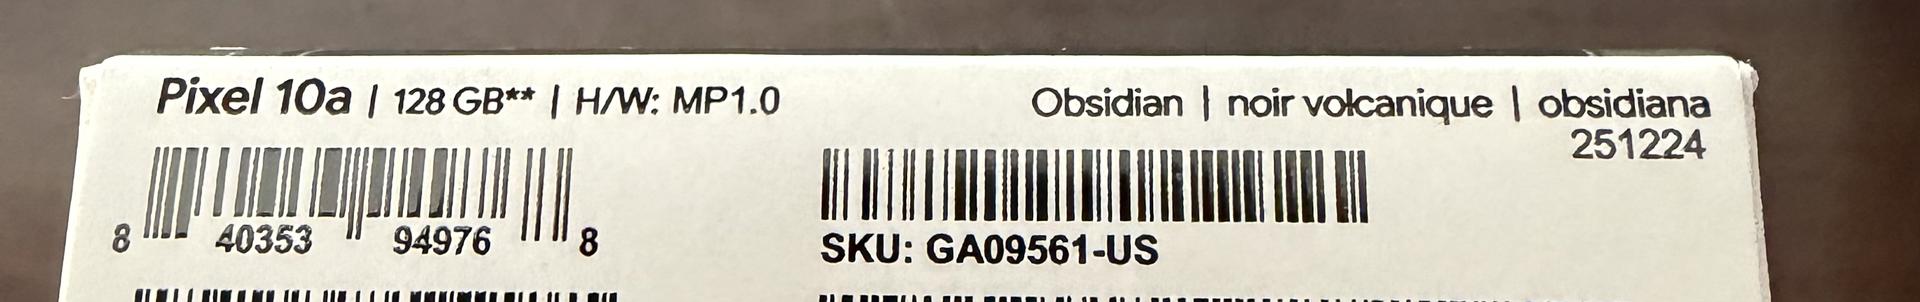 Pixel 10a | 128 GB** | H/W: MP1.0
Obsidian | noir volcanique | obsidiana
251224
8 40353 94976 8
SKU: GA09561-US